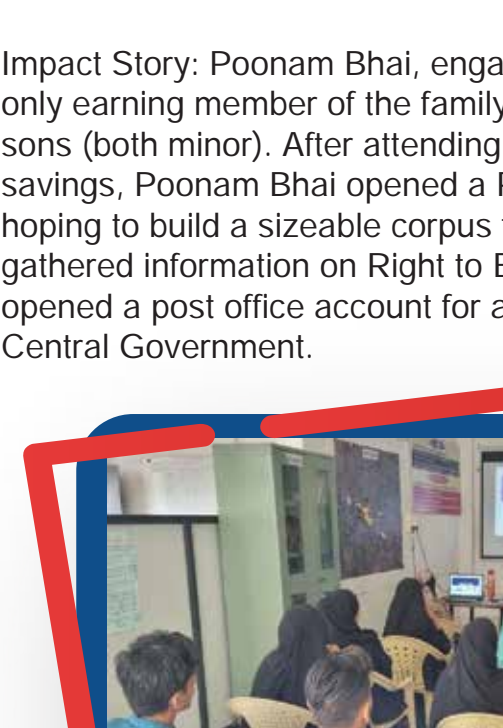 Impact Story: Poonam Bhai, enga
only earning member of the family
sons (both minor). After attending
savings, Poonam Bhai opened a P
hoping to build a sizeable corpus
gathered information on Right to E
opened a post office account for a
Central Government.